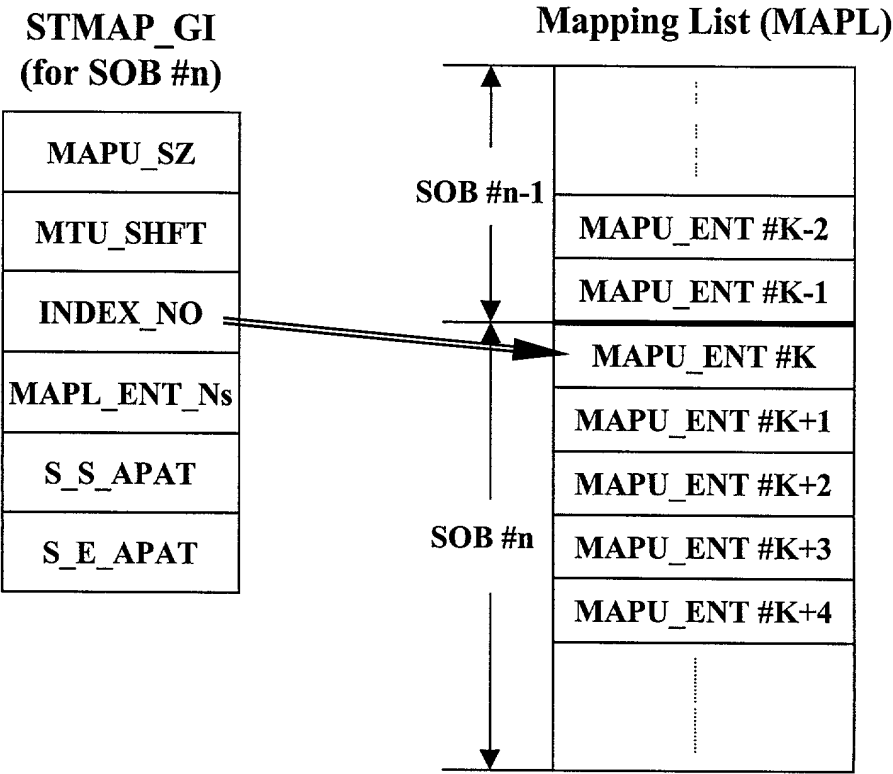 STMAP_GI
(for SOB #n)
MAPU_SZ
MTU_SHFT
INDEX_NO
MAPL_ENT_Ns
S_S_APAT
S_E_APAT
Mapping List (MAPL)
SOB #n-1
SOB #n
MAPU_ENT #K-2
MAPU_ENT #K-1
MAPU_ENT #K
MAPU_ENT #K+1
MAPU_ENT #K+2
MAPU_ENT #K+3
MAPU_ENT #K+4